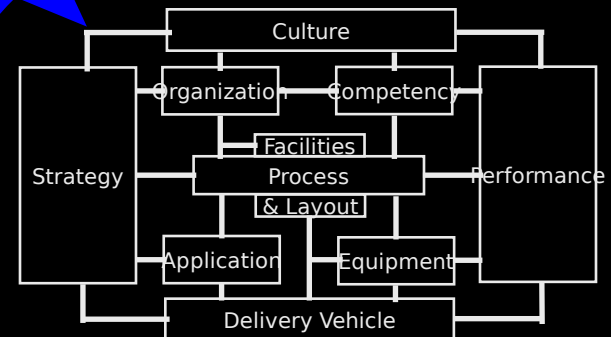 Culture
Organization
Competency
Facilities
Strategy
Process
Performance
& Layout
Application
Equipment
Delivery Vehicle